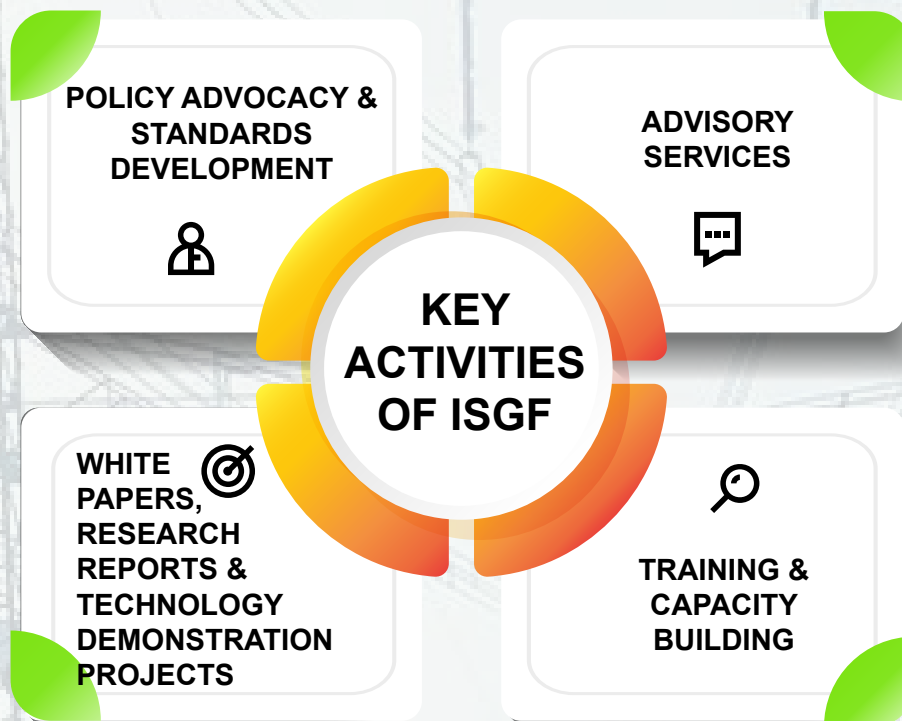 POLICY ADVOCACY &
STANDARDS
DEVELOPMENT
ADVISORY
SERVICES
KEY
ACTIVITIES
OF ISGF
WHITE
PAPERS,
RESEARCH
REPORTS &
TECHNOLOGY
DEMONSTRATION
PROJECTS
TRAINING &
CAPACITY
BUILDING